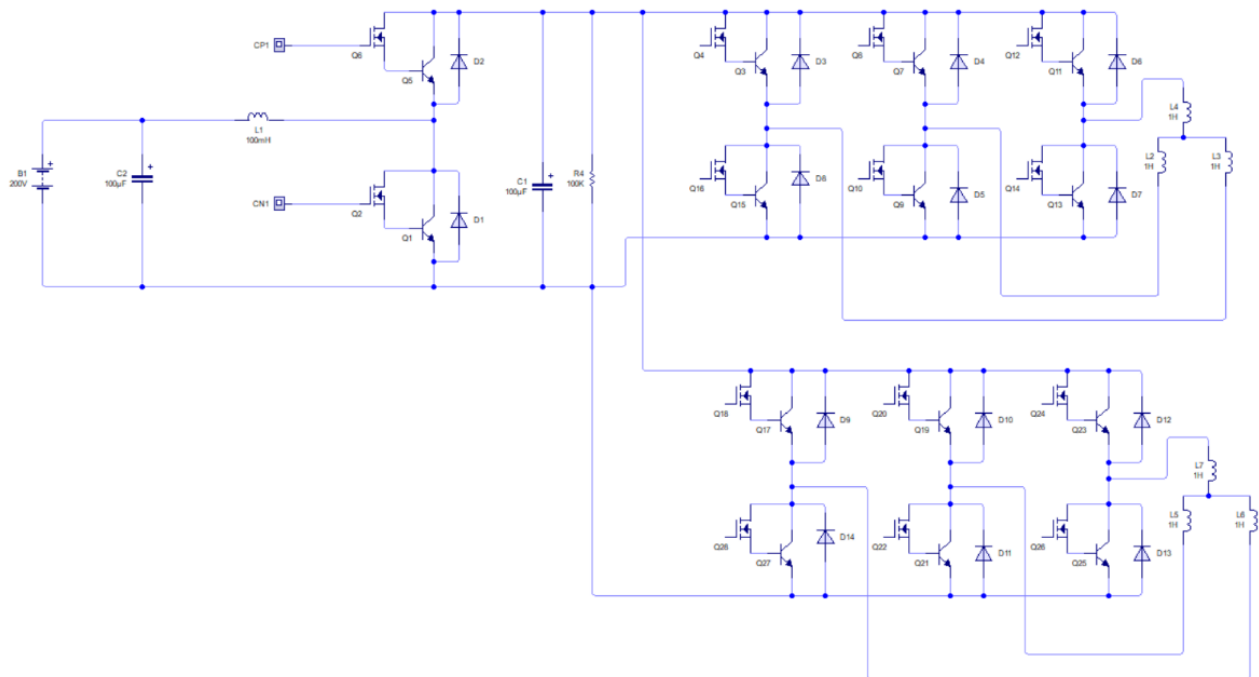 CP1
Q6
Q5
D2
L1
100mH
B1
200V
C2
100µF
CN1
Q2
Q1
D1
C1
100µF
R4
100K
Q4
Q3
D3
Q8
Q7
D4
Q12
Q11
D6
L4
1H
L2
1H
L3
1H
Q16
Q15
D8
Q10
Q9
D5
Q14
Q13
D7
Q18
Q17
D9
Q20
Q19
D10
Q24
Q23
D12
L7
1H
L5
1H
L6
1H
Q28
Q27
D14
Q22
Q21
D11
Q26
Q25
D13